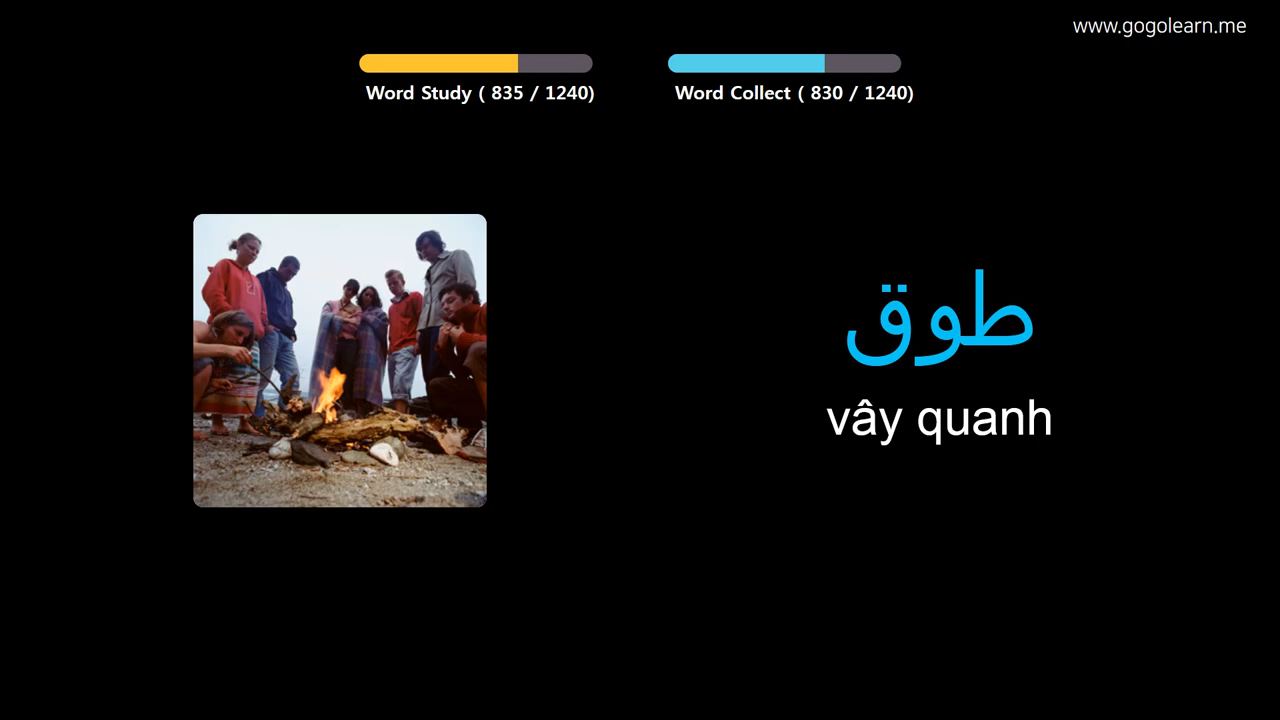 www.gogolearn.me
Word Study ( 835 / 1240)
Word Collect ( 830 / 1240)
طوق
vây quanh